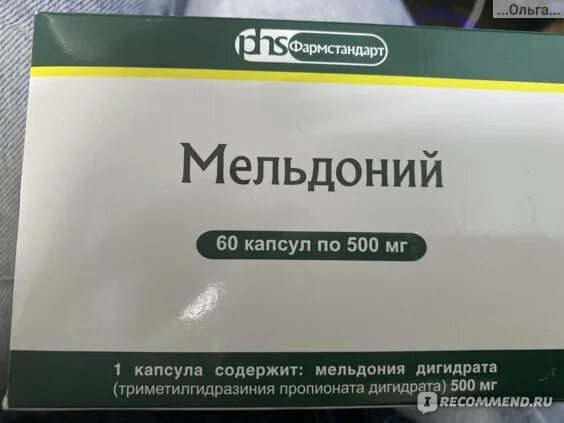 ...Ольга...
phs Фармстандарт
Мельдоний
60 капсул по 500 мг
1 капсула содержит: мельдония дигидрата
(триметилгидразиния пропионата дигидрата) 500 мг
RECOMMEND.RU